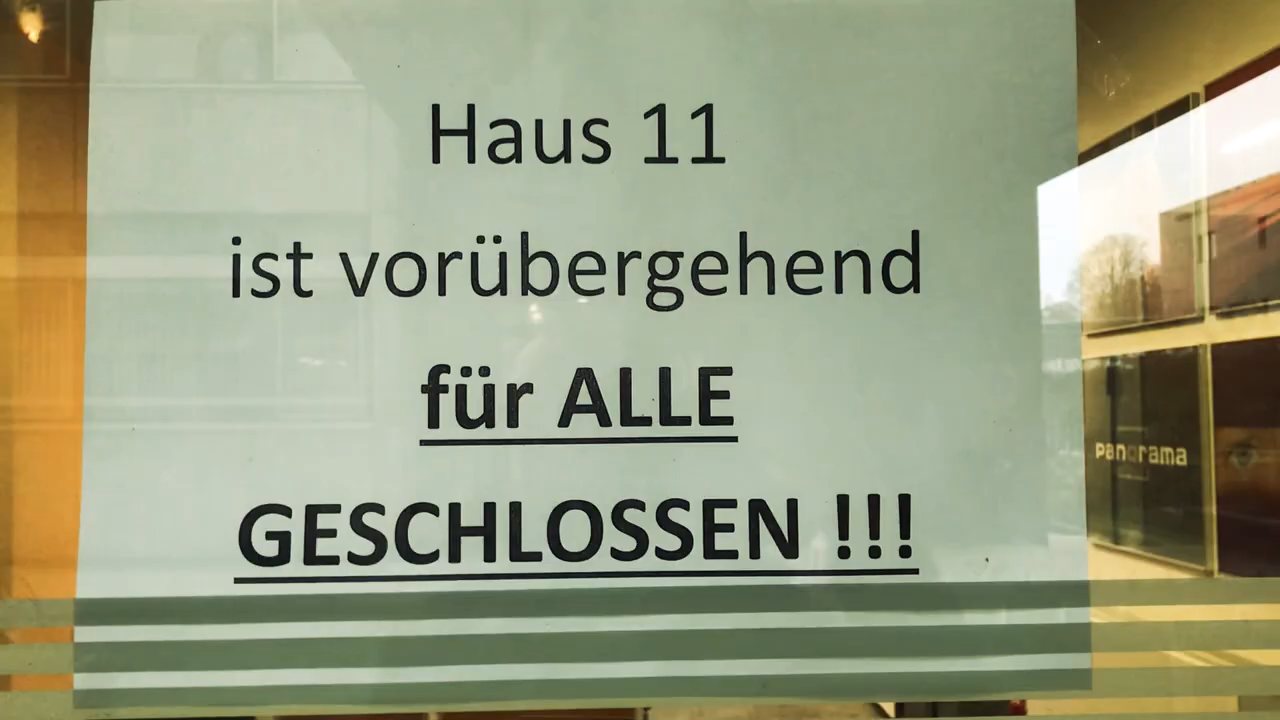 Haus 11
ist vorübergehend
für ALLE
GESCHLOSSEN !!!
panorama